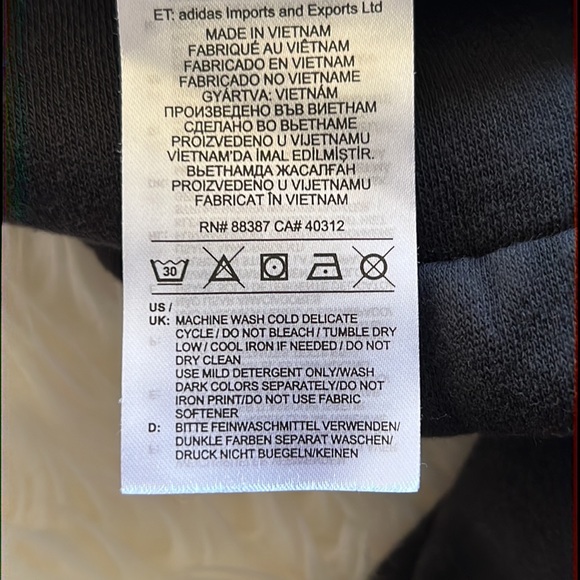 ET: adidas Imports and Exports Ltd
MADE IN VIETNAM
FABRIQUÉ AU VIÊTNAM
FABRICADO EN VIETNAM
FABRICADO NO VIETNAME
GYÁRTVA: VIETNÁM
ПРОИЗВЕДЕНО ВЪВ ВИЕТНАМ
СДЕЛАНО ВО ВЬЕТНАМЕ
PROIZVEDENO U VIJETNAMU
VİETNAM'DA İMAL EDİLMİŞTİR.
ВЬЕТНАМДА ЖАСАЛҒАН
PROIZVEDENO U VIJETNAMU
FABRICAT ÎN VIETNAM
RN# 88387 CA# 40312
30
US /
UK: MACHINE WASH COLD DELICATE
CYCLE / DO NOT BLEACH / TUMBLE DRY
LOW / COOL IRON IF NEEDED / DO NOT
DRY CLEAN
USE MILD DETERGENT ONLY/WASH
DARK COLORS SEPARATELY/DO NOT
IRON PRINT/DO NOT USE FABRIC
SOFTENER
D: BITTE FEINWASCHMITTEL VERWENDEN/
DUNKLE FARBEN SEPARAT WASCHEN/
DRUCK NICHT BUEGELN/KEINEN